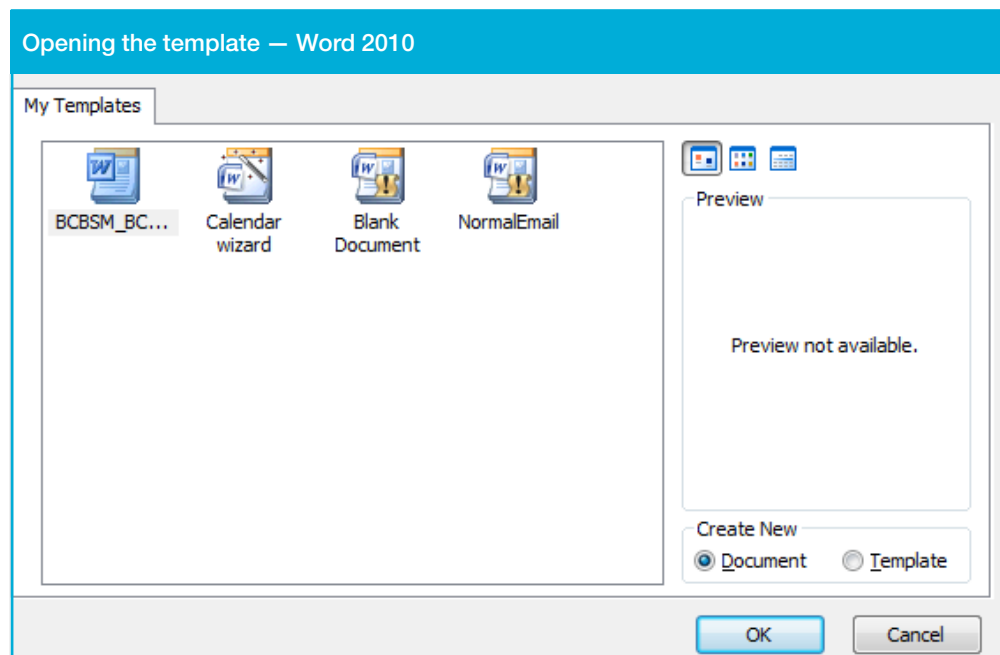 Opening the template — Word 2010
My Templates
BCBSM_BC...
Calendar
wizard
Blank
Document
NormalEmail
Preview
Preview not available.
Create New
Document
Template
OK
Cancel